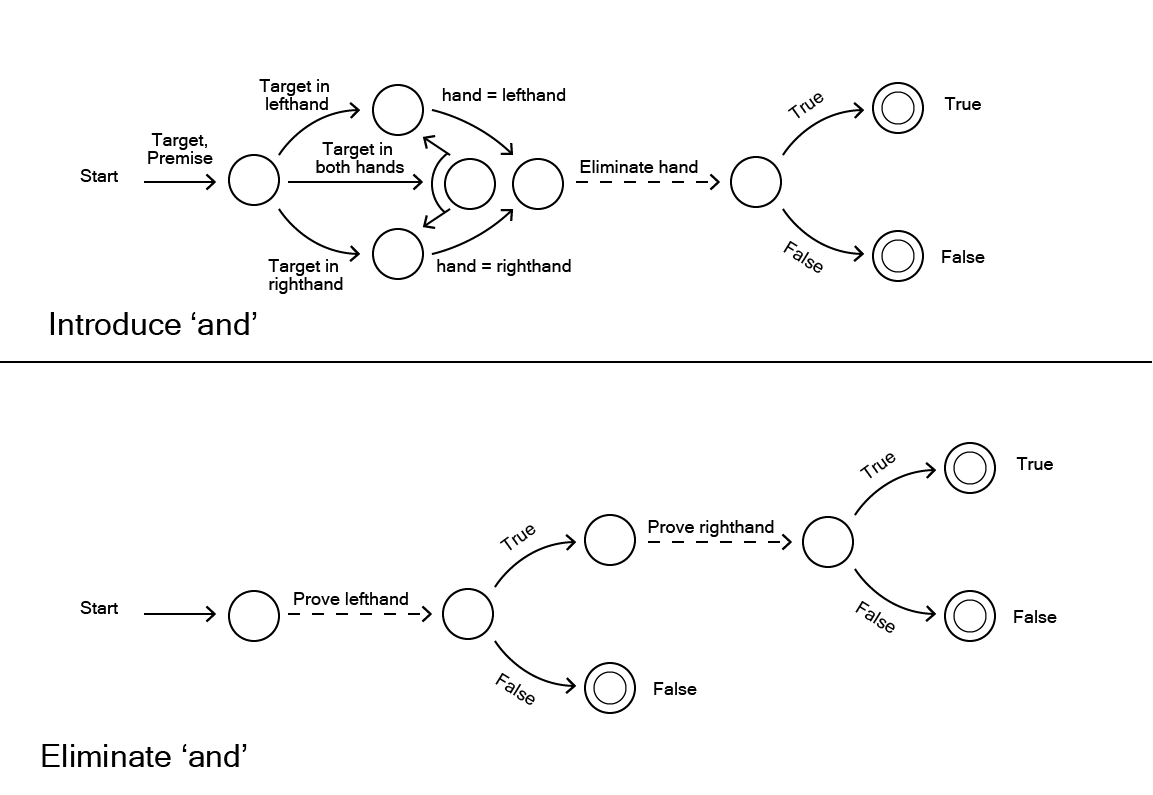 Target in
lefthand
hand = lefthand
True
True
Target,
Premise
Target in
both hands
Start
Eliminate hand
Target in
righthand
hand = righthand
False
False
Introduce ‘and’
True
True
True
Prove righthand
Start
Prove lefthand
False
False
False
False
Eliminate ‘and’